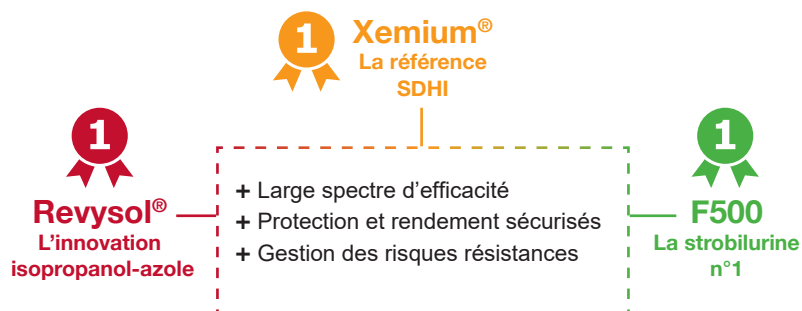 1
Xemium®
La référence
SDHI
1
Revysol®
L’innovation
isopropanol-azole
+ Large spectre d’efficacité
+ Protection et rendement sécurisés
+ Gestion des risques résistances
1
F500
La strobilurine
n°1